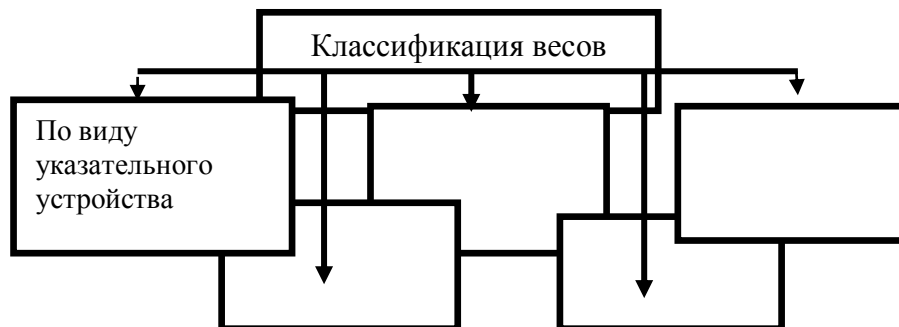 Классификация весов
По виду
указательного
устройства